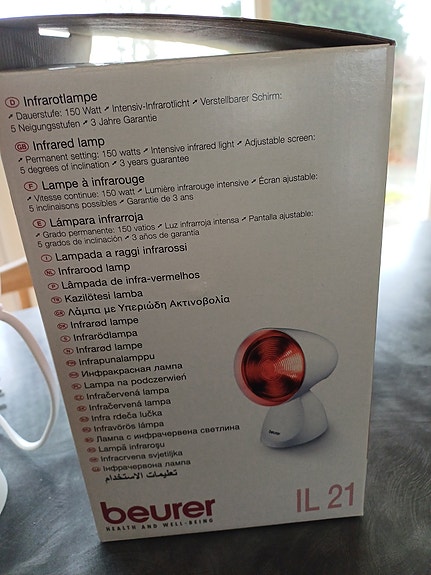 D Infrarotlampe
Dauerstufe: 150 Watt Intensiv-Infrarotlicht Verstellbarer Schirm:
5 Neigungsstufen 3 Jahre Garantie
GB Infrared lamp
Permanent setting: 150 watts Intensive infrared light Adjustable screen:
5 degrees of inclination 3 years guarantee
F Lampe à infrarouge
Vitesse continue: 150 watt Lumière infrarouge intensive Écran ajustable:
5 inclinaisons possibles Garantie de 3 ans
E Lámpara infrarroja
Grado permanente: 150 vatios Luz infrarroja intensa Pantalla ajustable:
5 grados de inclinación 3 años de garantía
I Lampada a raggi infrarossi
NL Infrarood lamp
P Lâmpada de infra-vermelhos
TR Kazilötesi lamba
GR Λάμπα με Υπεριώδη Ακτινοβολία
DK Infrarød lampe
S Infrarödlampa
N Infrarød lampe
FIN Infrapunalamppu
RUS Инфракрасная лампа
PL Lampa na podczerwień
CZ Infračervená lampa
SK Infračervená lampa
SLO Infra rdeča lučka
H Infravörös lámpa
BG Лампа с инфрачервена светлина
RO Lampă infraroşu
HR Infracrvena svjetiljka
Інфрачервона лампа
تعليمات الاستخدام
beurer
beurer
HEALTH AND WELL-BEING
IL 21